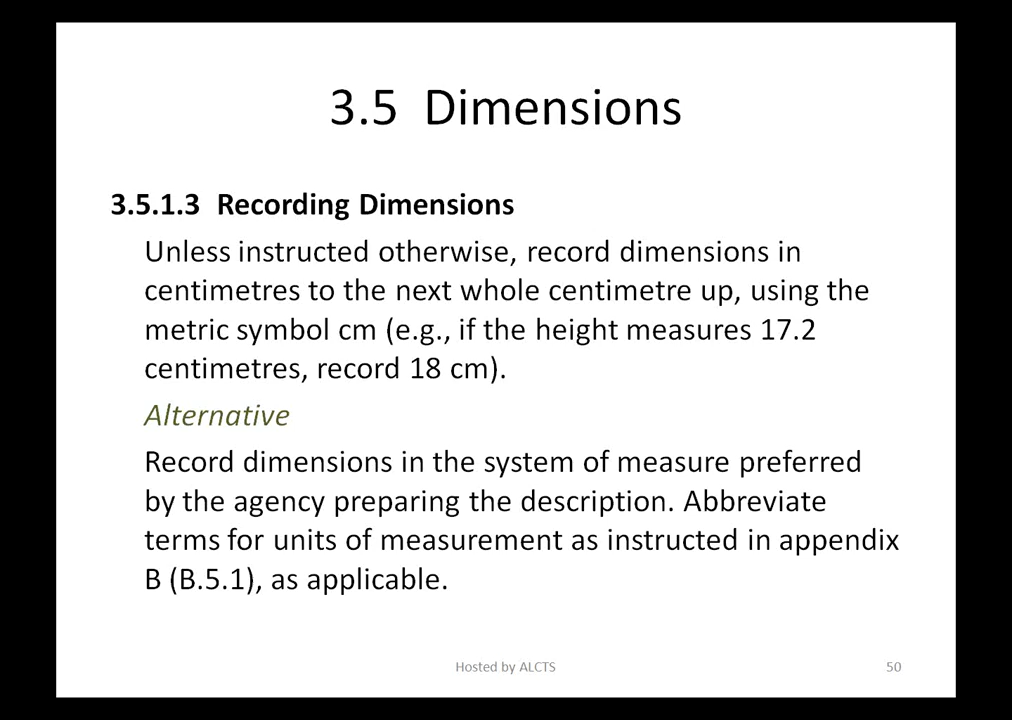 3.5 Dimensions
3.5.1.3 Recording Dimensions
Unless instructed otherwise, record dimensions in
centimetres to the next whole centimetre up, using the
metric symbol cm (e.g., if the height measures 17.2
centimetres, record 18 cm).
Alternative
Record dimensions in the system of measure preferred
by the agency preparing the description. Abbreviate
terms for units of measurement as instructed in appendix
B (B.5.1), as applicable.
Hosted by ALCTS
50